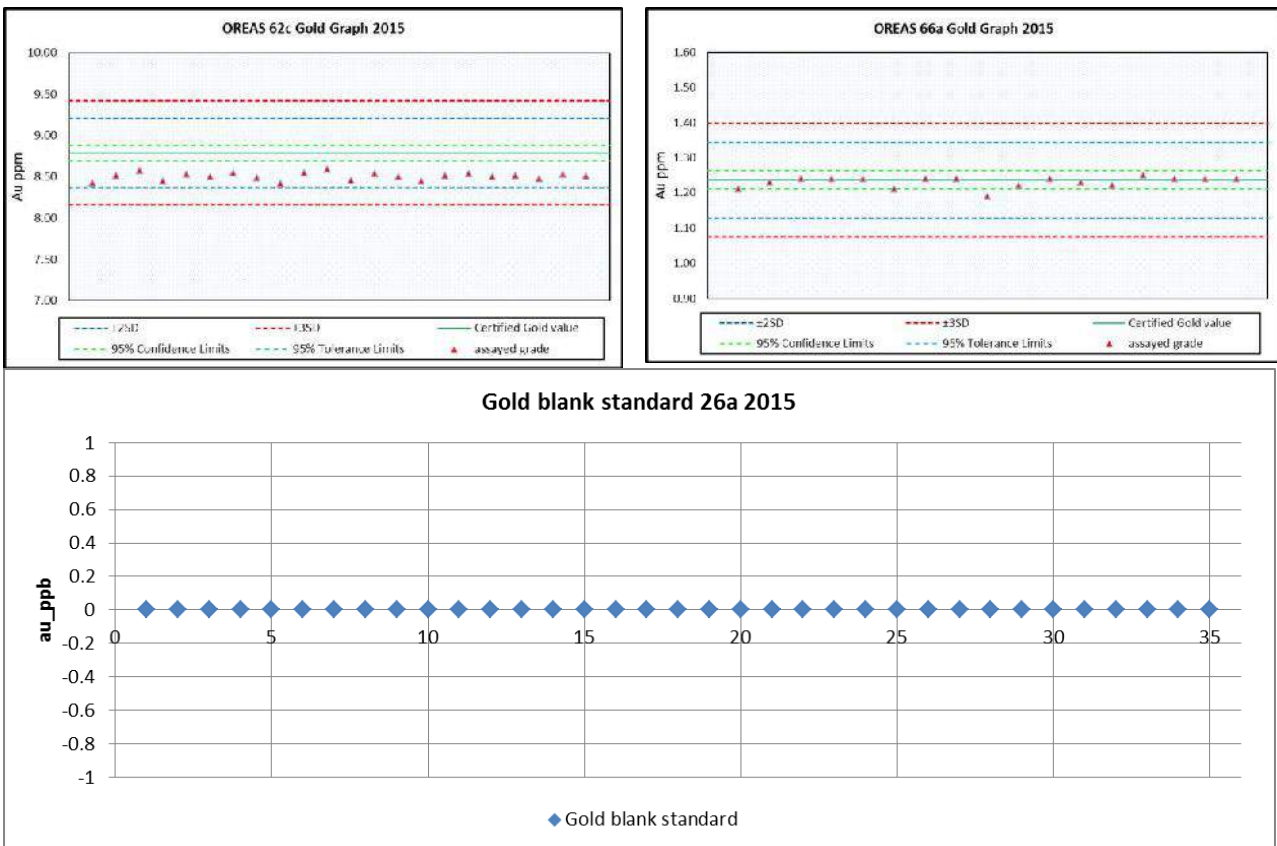 OREAS 62c Gold Graph 2015
10.00
9.50
9.00
8.50
8.00
7.50
7.00
Au ppm
±2SD
±3SD
Certified Gold value
95% Confidence Limits
95% Tolerance Limits
assayed grade
OREAS 66a Gold Graph 2015
1.60
1.50
1.40
1.30
1.20
1.10
1.00
0.90
Au ppm
±2SD
±3SD
Certified Gold value
95% Confidence Limits
95% Tolerance Limits
assayed grade
Gold blank standard 26a 2015
1
0.8
0.6
0.4
0.2
0
-0.2
-0.4
-0.6
-0.8
-1
au_ppb
0 5 10 15 20 25 30 35
Gold blank standard